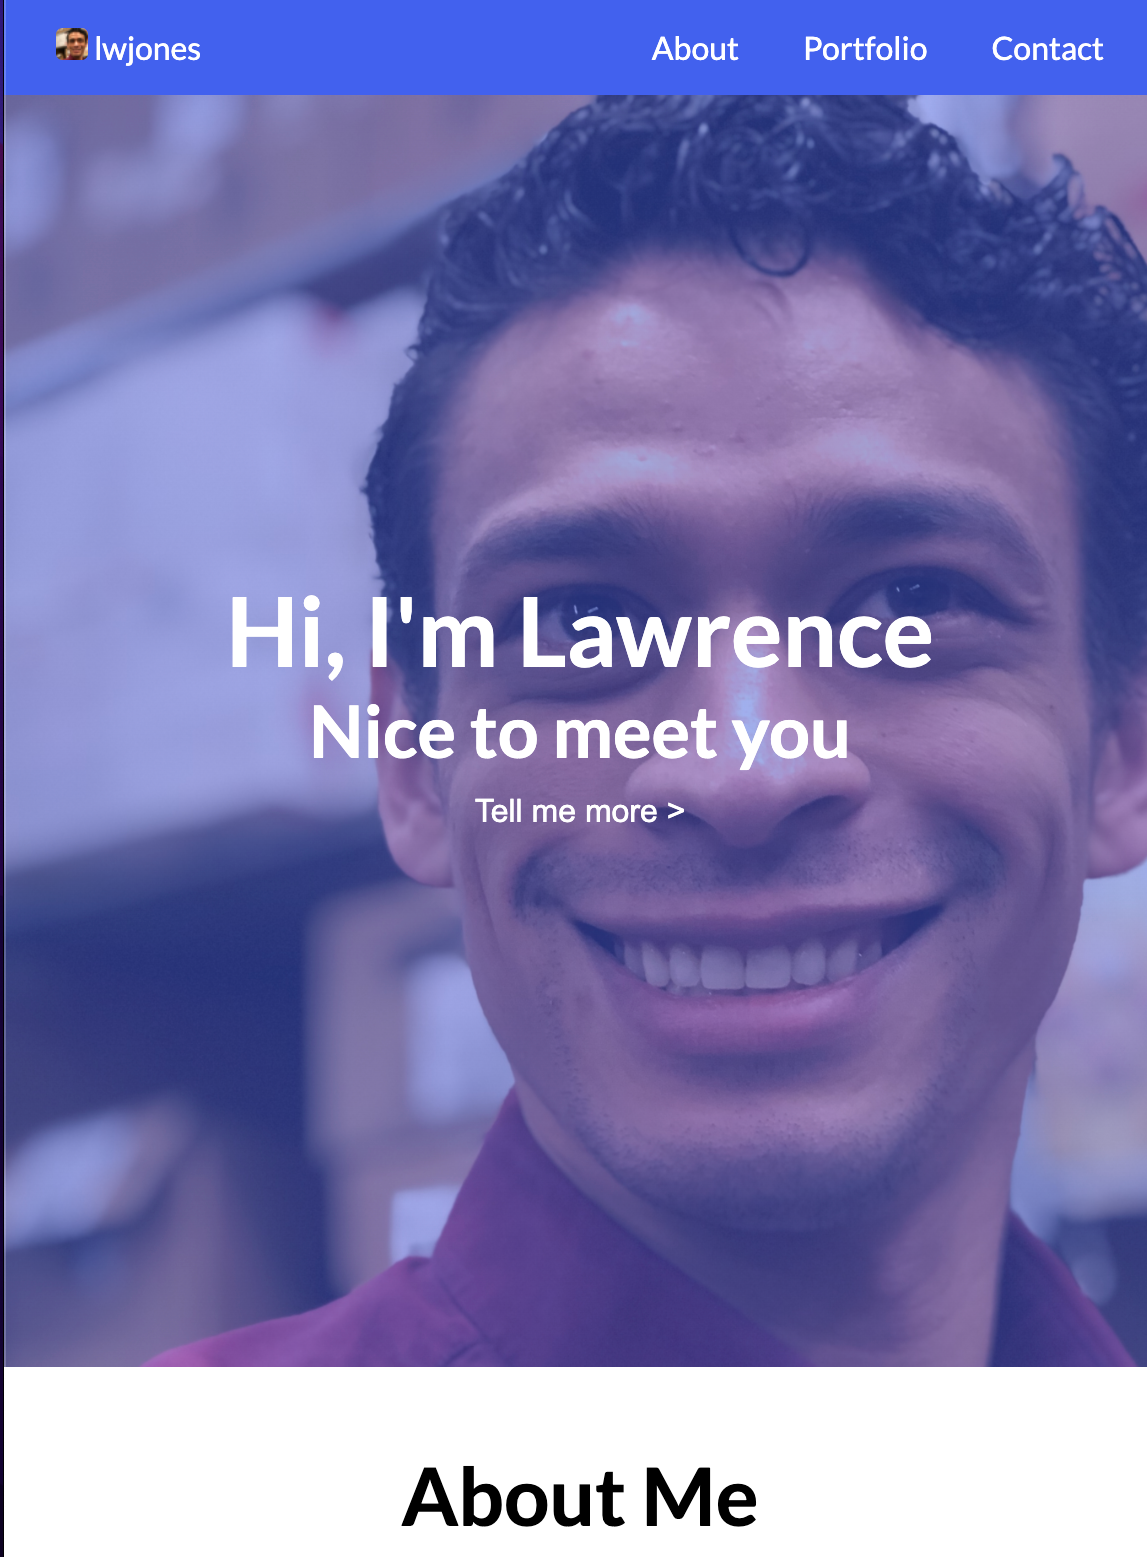 lwjones About Portfolio Contact
Hi, I'm Lawrence
Nice to meet you
Tell me more >
About Me